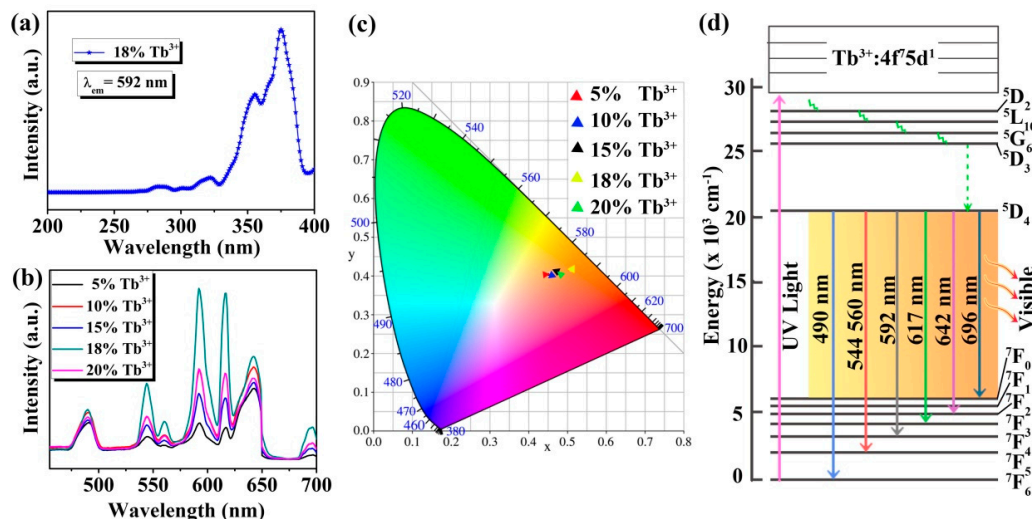 (a)
18% Tb³⁺
λem= 592 nm
Intensity (a.u.)
200 250 300 350 400
Wavelength (nm)
(b)
5% Tb³⁺
10% Tb³⁺
15% Tb³⁺
18% Tb³⁺
20% Tb³⁺
Intensity (a.u.)
500 550 600 650 700
Wavelength (nm)
(c)
5% Tb³⁺
10% Tb³⁺
15% Tb³⁺
18% Tb³⁺
20% Tb³⁺
0.9
0.8
0.7
0.6
0.5
y
0.4
0.3
0.2
0.1
0.0
0.0 0.1 0.2 0.3 0.4 0.5 0.6 0.7 0.8
x
520
540
560
500
580
600
620
700
490
480
470
460
380
(d)
Tb³⁺:4f⁷5d¹
Energy (x 10³ cm⁻¹)
30
25
20
15
10
5
0
⁵D₂
⁵L₁₀
⁵G₆
⁵D₃
⁵D₄
UV Light
490 nm
544 560 nm
592 nm
617 nm
642 nm
696 nm
Visible
⁷F₀
⁷F₁
⁷F₂
⁷F₃
⁷F₄
⁷F₅
⁷F₆